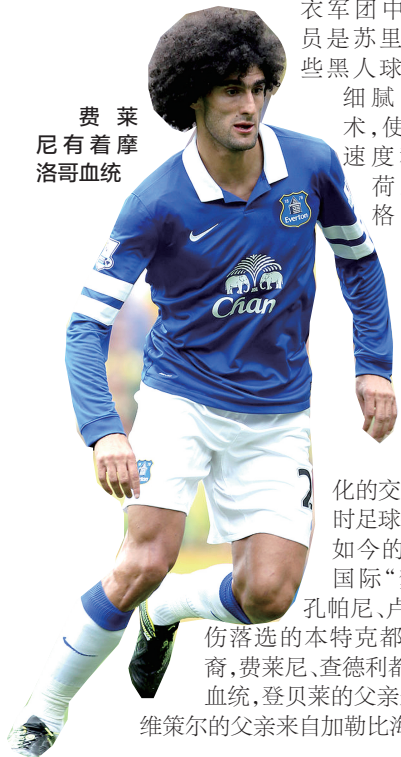 衣军团中
员是苏里
些黑人球
细腻
术,使
速度
荷
格
费莱
尼有着摩
洛哥血统
Everton
Chan
2
化的交
时足球
如今的
国际“
孔帕尼、卢
伤落选的本特克都
裔,费莱尼、查德利都
血统,登贝莱的父亲
维策尔的父亲来自加勒比海